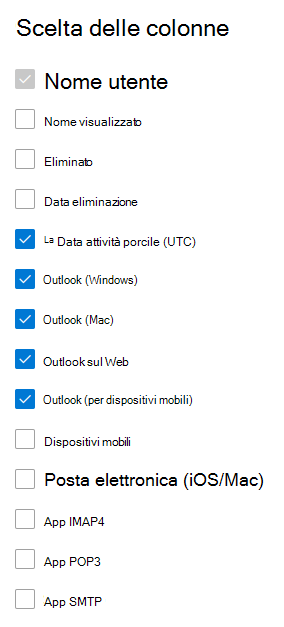 Scelta delle colonne
Nome utente
Nome visualizzato
Eliminato
Data eliminazione
La Data attività porcile (UTC)
Outlook (Windows)
Outlook (Mac)
Outlook sul Web
Outlook (per dispositivi mobili)
Dispositivi mobili
Posta elettronica (iOS/Mac)
App IMAP4
App POP3
App SMTP